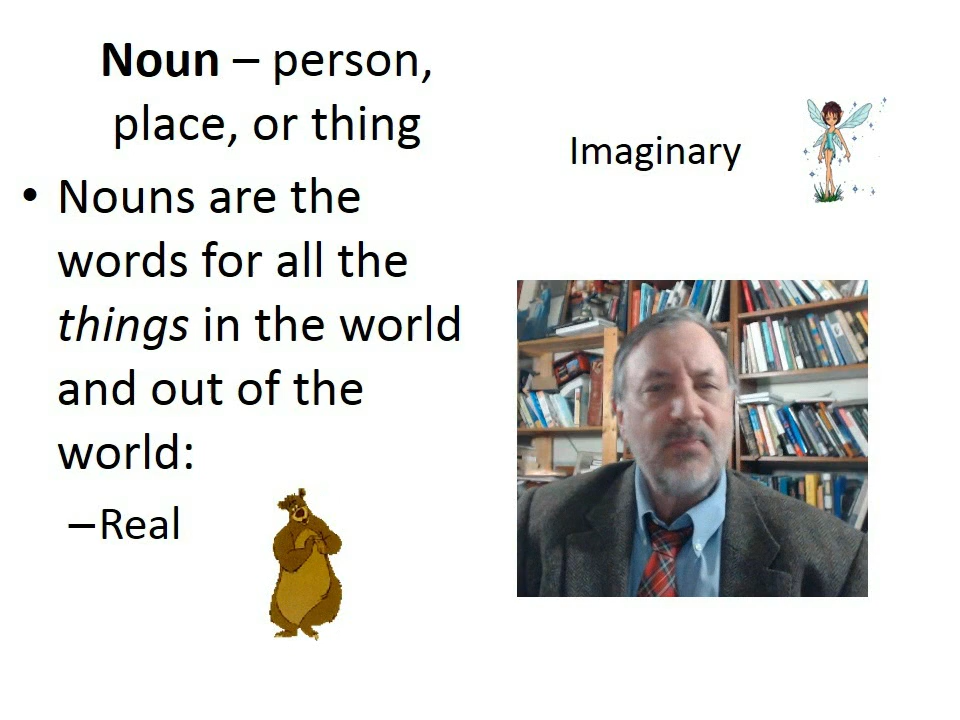 Noun – person,
place, or thing
• Nouns are the
words for all the
things in the world
and out of the
world:
–Real
Imaginary